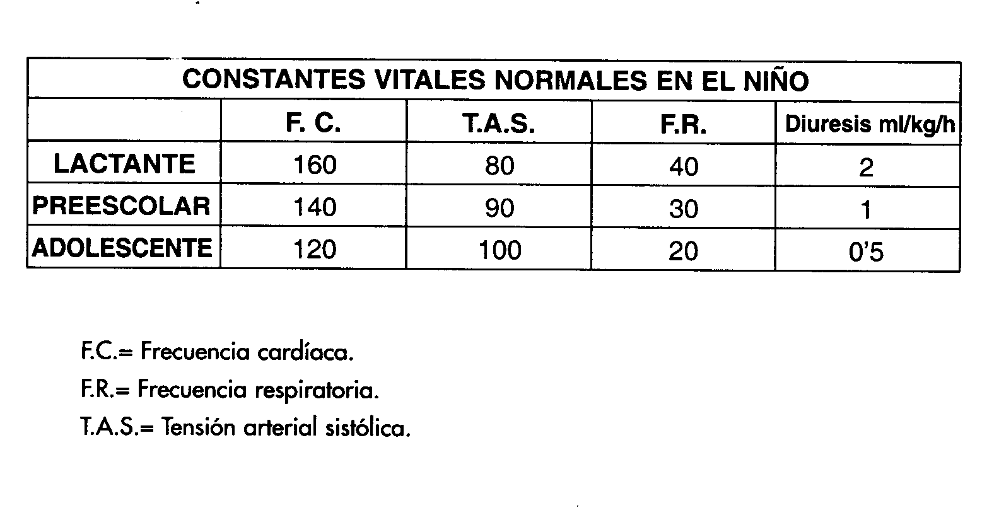 CONSTANTES VITALES NORMALES EN EL NIÑO
F. C. T.A.S. F.R. Diuresis ml/kg/h
LACTANTE 160 80 40 2
PREESCOLAR 140 90 30 1
ADOLESCENTE 120 100 20 0'5
F.C.= Frecuencia cardíaca.
F.R.= Frecuencia respiratoria.
T.A.S.= Tensión arterial sistólica.